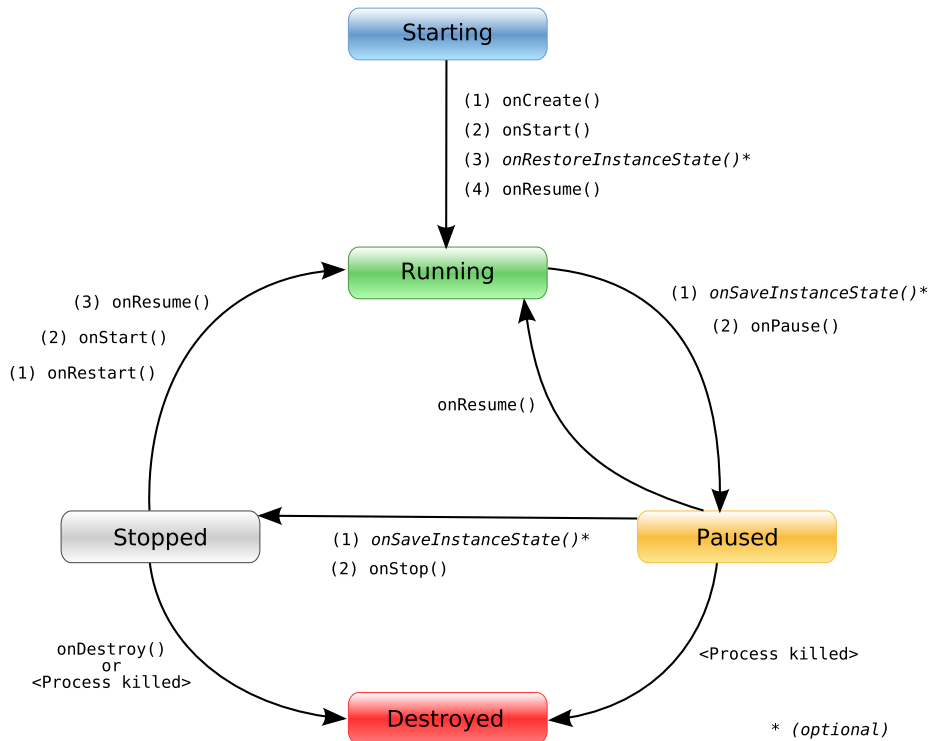 Starting
(1) onCreate()
(2) onStart()
(3) onRestoreInstanceState()*
(4) onResume()
Running
(3) onResume()
(2) onStart()
(1) onRestart()
(1) onSaveInstanceState()*
(2) onPause()
onResume()
Stopped
Paused
(1) onSaveInstanceState()*
(2) onStop()
onDestroy()
or
<Process killed>
<Process killed>
Destroyed
* (optional)